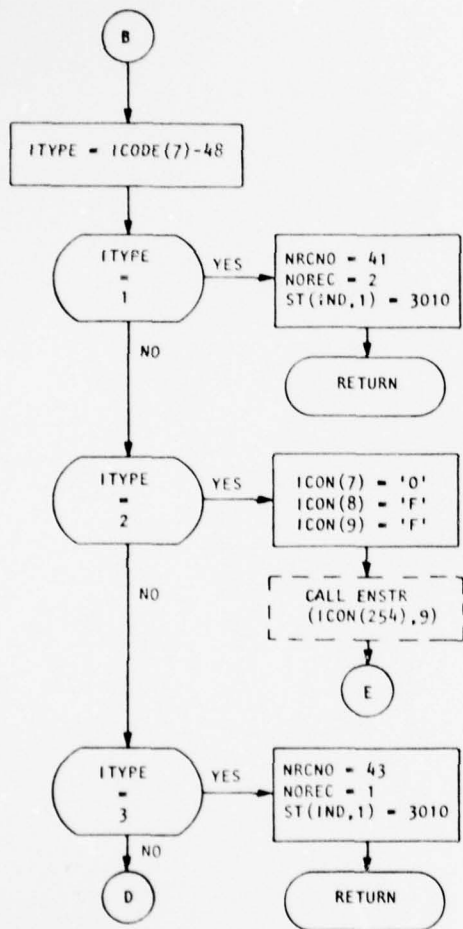 B
ITYPE = ICODE(7)-48
ITYPE
=
1
YES
NRCNO = 41
NOREC = 2
ST(IND,1) = 3010
NO
RETURN
ITYPE
=
2
YES
ICON(7) = 'O'
ICON(8) = 'F'
ICON(9) = 'F'
NO
CALL ENSTR
(ICON(254),9)
E
ITYPE
=
3
YES
NRCNO = 43
NOREC = 1
ST(IND,1) = 3010
NO
D
RETURN